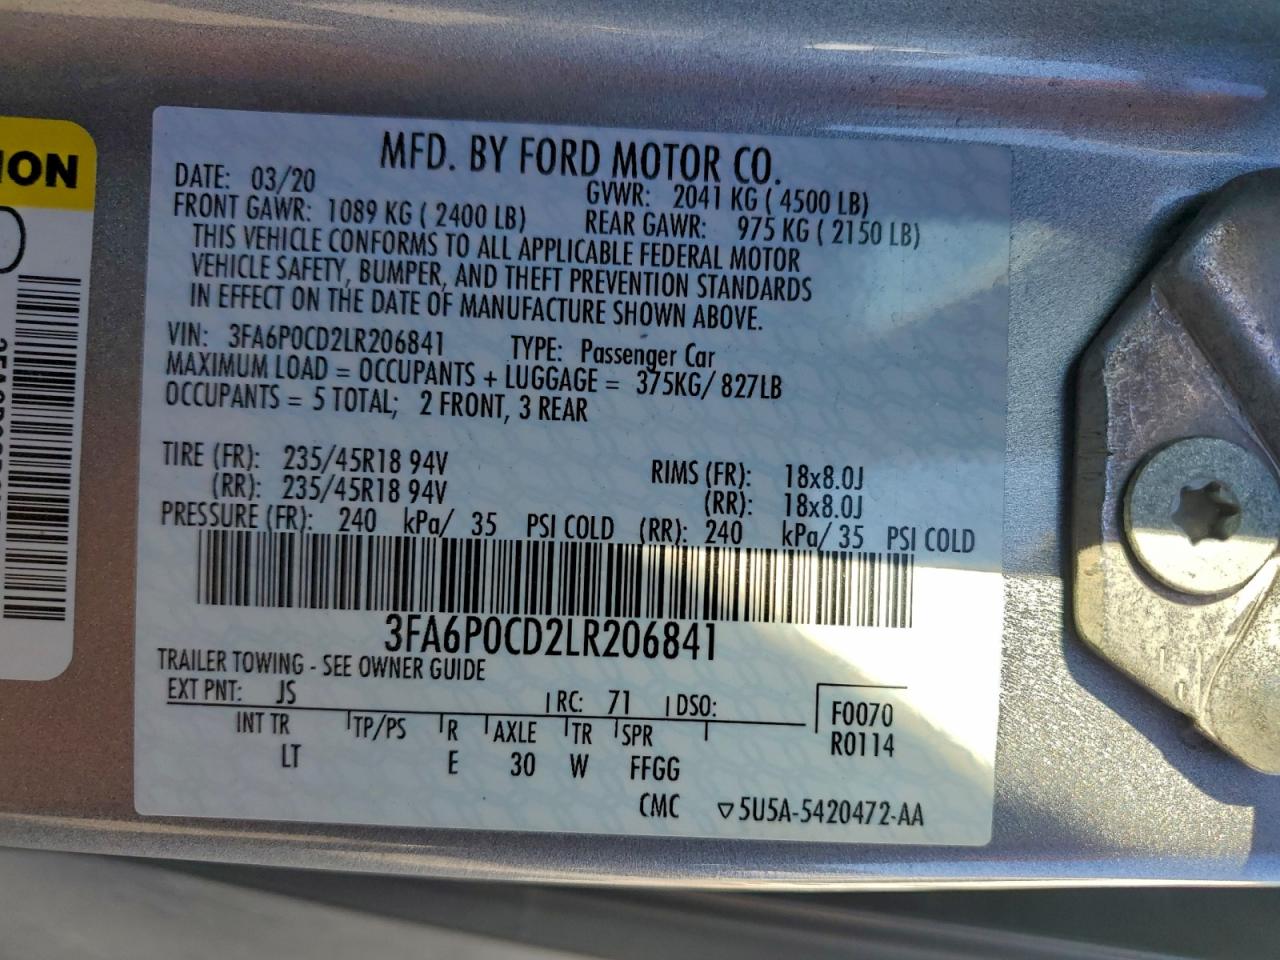 ION
MFD. BY FORD MOTOR CO.
DATE: 03/20 GVWR: 2041 KG ( 4500 LB)
FRONT GAWR: 1089 KG ( 2400 LB) REAR GAWR: 975 KG ( 2150 LB)
THIS VEHICLE CONFORMS TO ALL APPLICABLE FEDERAL MOTOR
VEHICLE SAFETY, BUMPER, AND THEFT PREVENTION STANDARDS
IN EFFECT ON THE DATE OF MANUFACTURE SHOWN ABOVE.
VIN: 3FA6P0CD2LR206841 TYPE: Passenger Car
MAXIMUM LOAD = OCCUPANTS + LUGGAGE = 375KG/ 827LB
OCCUPANTS = 5 TOTAL; 2 FRONT, 3 REAR
TIRE (FR): 235/45R18 94V RIMS (FR): 18x8.0J
(RR): 235/45R18 94V (RR): 18x8.0J
PRESSURE (FR): 240 kPa/ 35 PSI COLD (RR): 240 kPa/ 35 PSI COLD
3FA6P0CD2LR206841
TRAILER TOWING - SEE OWNER GUIDE
EXT PNT: JS RC: 71 DSO: F0070
INT TR TP/PS R AXLE TR SPR R0114
LT E 30 W FFGG
CMC ▽5U5A-5420472-AA